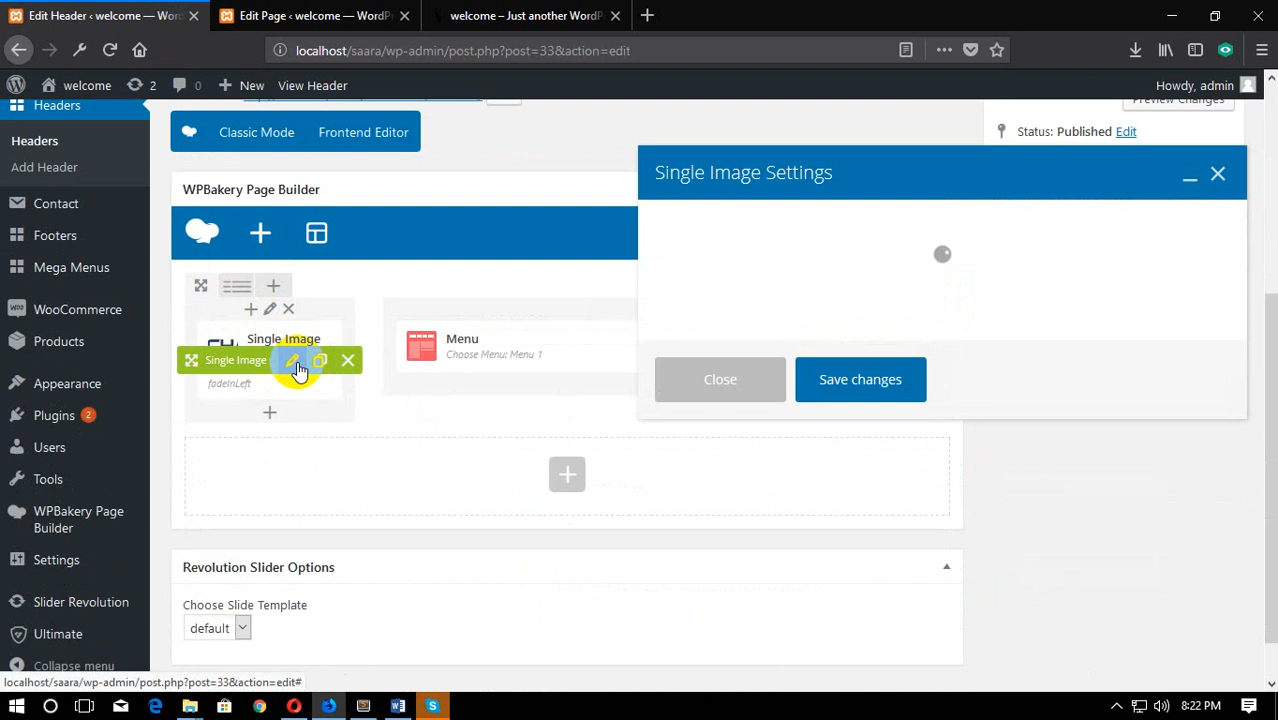 Edit Header ‹ welcome — Wor
Edit Page ‹ welcome — WordPr
welcome – Just another WordP
localhost/saara/wp-admin/post.php?post=33&action=edit
welcome
2
0
New
View Header
Howdy, admin
Headers
Headers
Add Header
Contact
Footers
Mega Menus
WooCommerce
Products
Appearance
Plugins 2
Users
Tools
WPBakery Page
Builder
Settings
Slider Revolution
Ultimate
Collapse menu
Classic Mode
Frontend Editor
Preview Changes
Status: Published Edit
WPBakery Page Builder
Single Image Settings
Single Image
Single Image
fadeInLeft
Menu
Choose Menu: Menu 1
Close
Save changes
Revolution Slider Options
Choose Slide Template
default
localhost/saara/wp-admin/post.php?post=33&action=edit#
8:22 PM